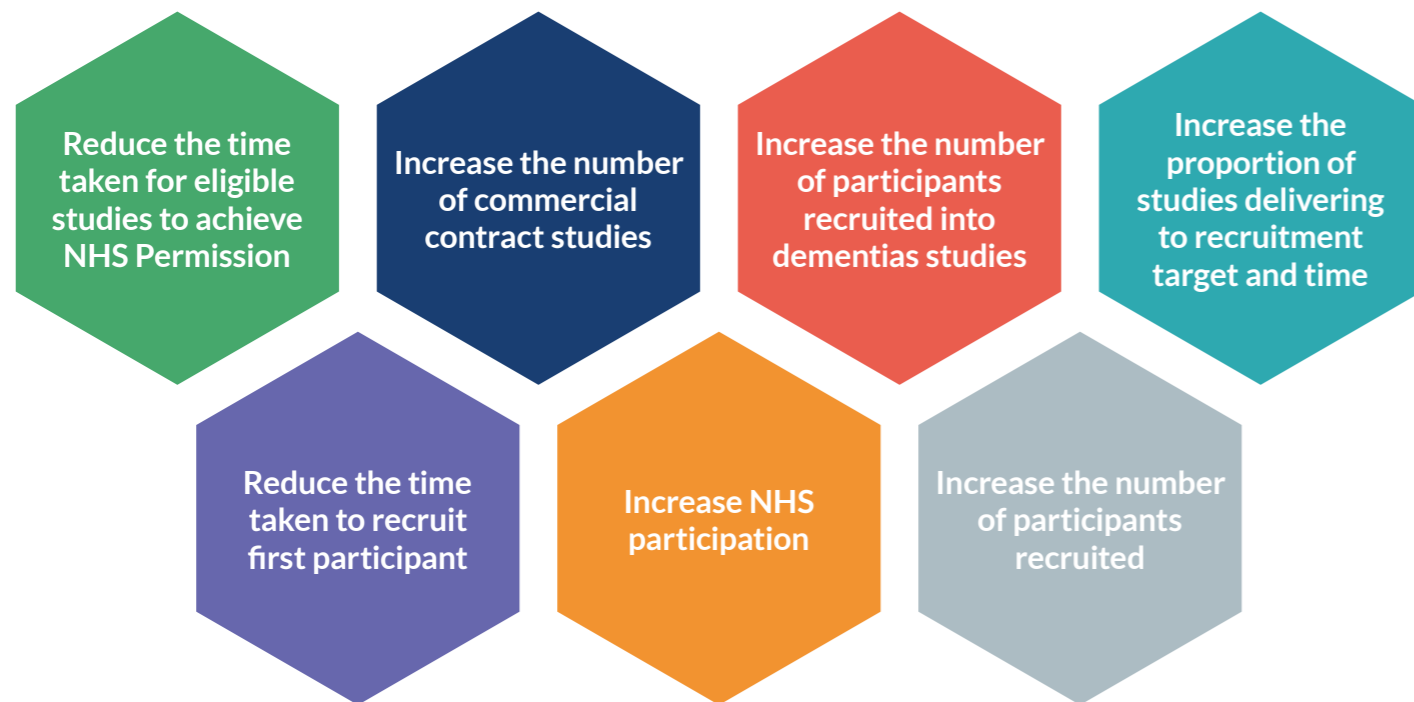 Reduce the time
taken for eligible
studies to achieve
NHS Permission
Increase the number
of commercial
contract studies
Increase the number
of participants
recruited into
dementias studies
Increase the
proportion of
studies delivering
to recruitment
target and time
Reduce the time
taken to recruit
first participant
Increase NHS
participation
Increase the number
of participants
recruited